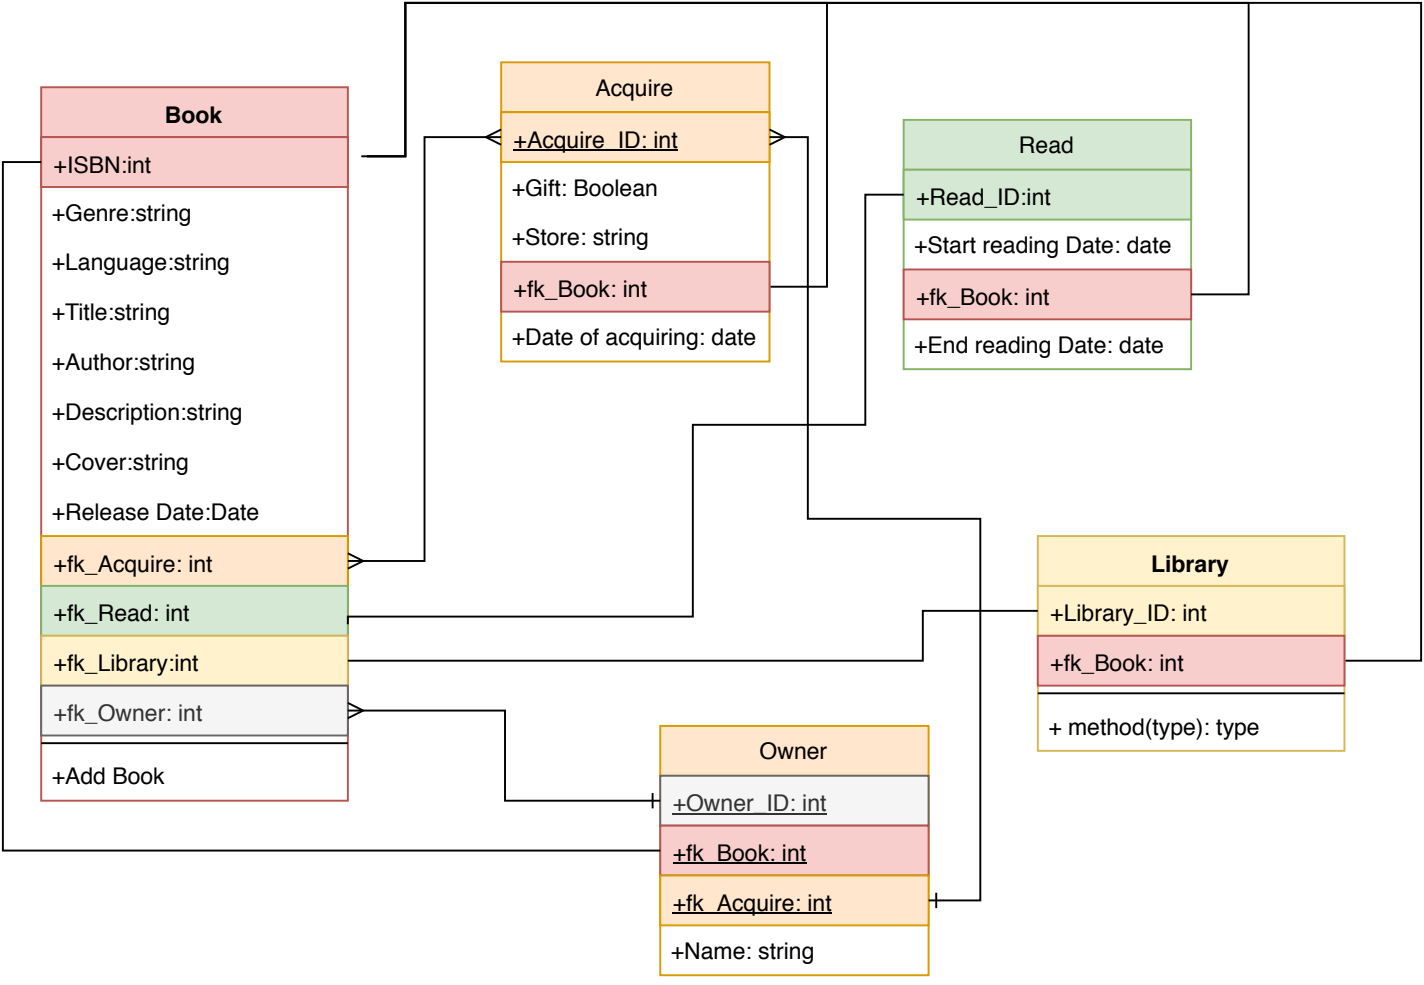 Book
+ISBN:int
+Genre:string
+Language:string
+Title:string
+Author:string
+Description:string
+Cover:string
+Release Date:Date
+fk_Acquire: int
+fk_Read: int
+fk_Library:int
+fk_Owner: int
+Add Book
Acquire
+Acquire_ID: int
+Gift: Boolean
+Store: string
+fk_Book: int
+Date of acquiring: date
Read
+Read_ID:int
+Start reading Date: date
+fk_Book: int
+End reading Date: date
Library
+Library_ID: int
+fk_Book: int
+ method(type): type
Owner
+Owner_ID: int
+fk_Book: int
+fk_Acquire: int
+Name: string